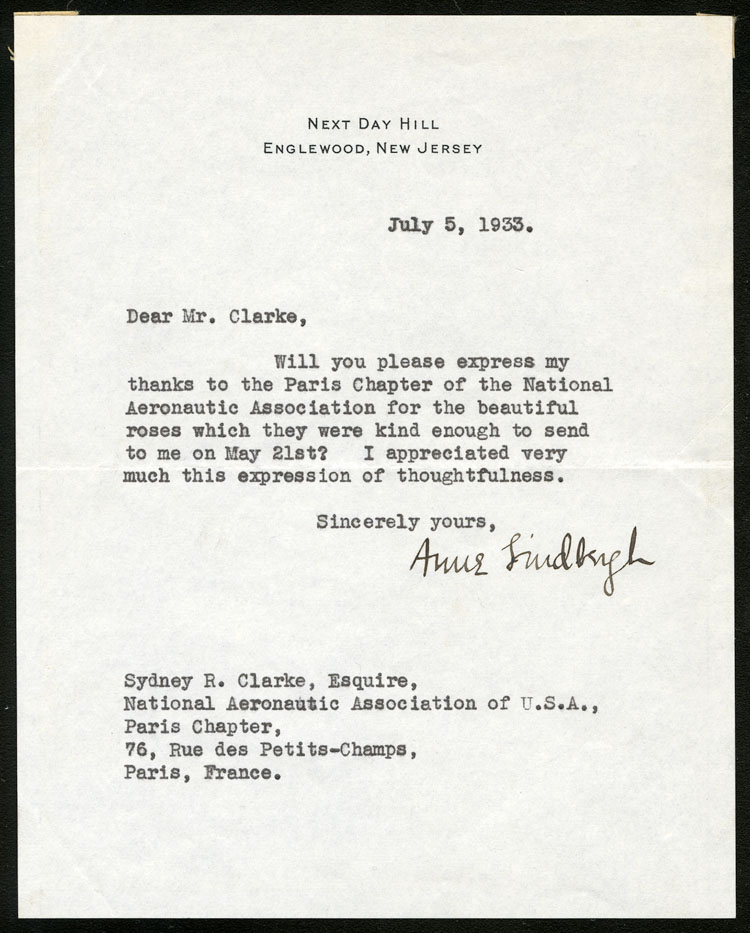 NEXT DAY HILL
ENGLEWOOD, NEW JERSEY
July 5, 1933.
Dear Mr. Clarke,
Will you please express my
thanks to the Paris Chapter of the National
Aeronautic Association for the beautiful
roses which they were kind enough to send
to me on May 21st? I appreciated very
much this expression of thoughtfulness.
Sincerely yours,
Anne Lindbergh
Sydney R. Clarke, Esquire,
National Aeronautic Association of U.S.A.,
Paris Chapter,
76, Rue des Petits-Champs,
Paris, France.